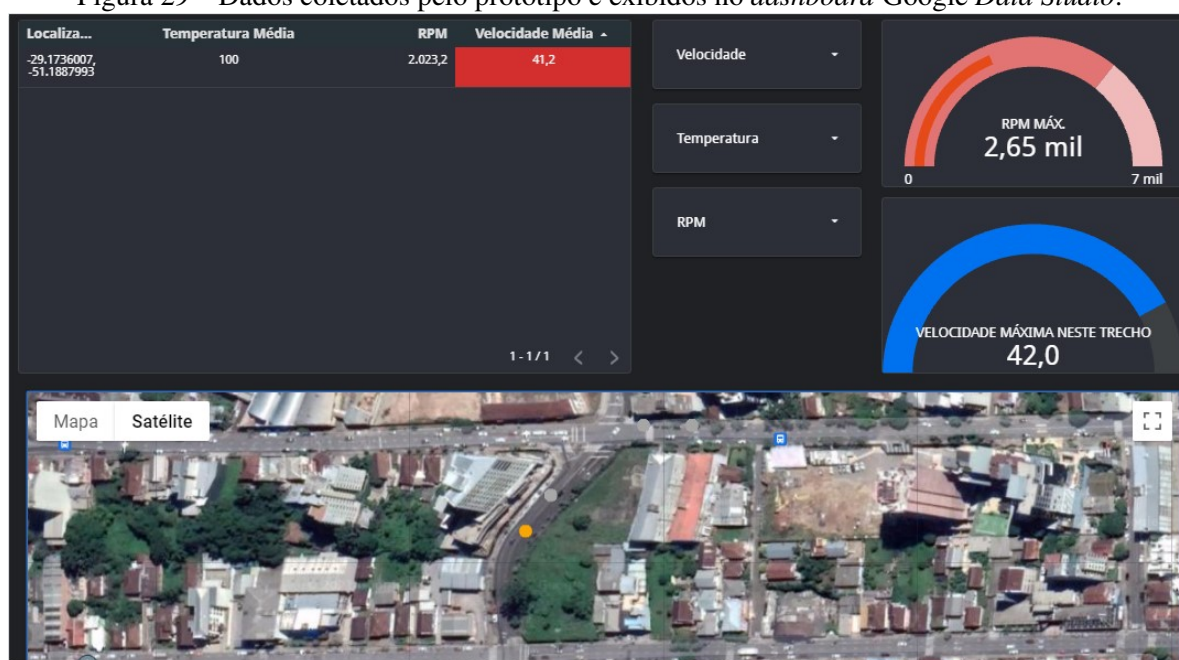 Figura 29 – Dados coletados pelo protótipo e exibidos no dashboard Google Data Studio.
Localiza... Temperatura Média RPM Velocidade Média
-29.1736007,
-51.1887993
100 2.023,2 41,2
1 - 1 / 1
Velocidade
Temperatura
RPM
RPM MÁX.
2,65 mil
0 7 mil
VELOCIDADE MÁXIMA NESTE TRECHO
42,0
Mapa Satélite